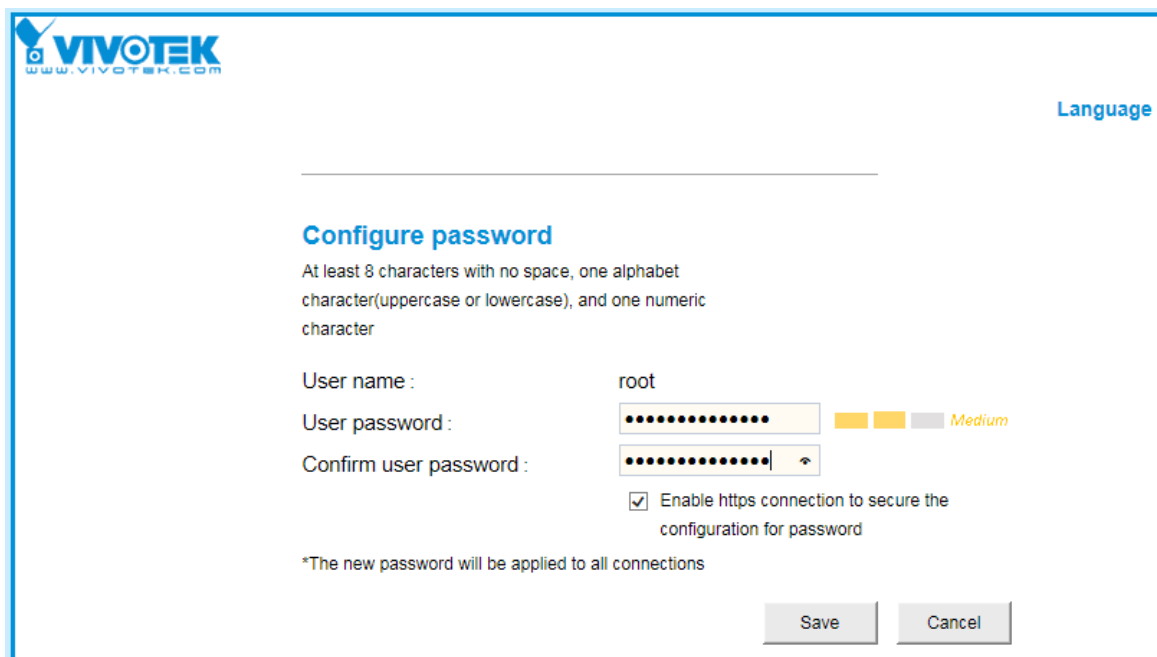 VIVOTEK
www.vivotek.com
Language
Configure password
At least 8 characters with no space, one alphabet
character(uppercase or lowercase), and one numeric
character
User name : root
User password : •••••••••••••• Medium
Confirm user password : ••••••••••••••
Enable https connection to secure the
configuration for password
*The new password will be applied to all connections
Save Cancel